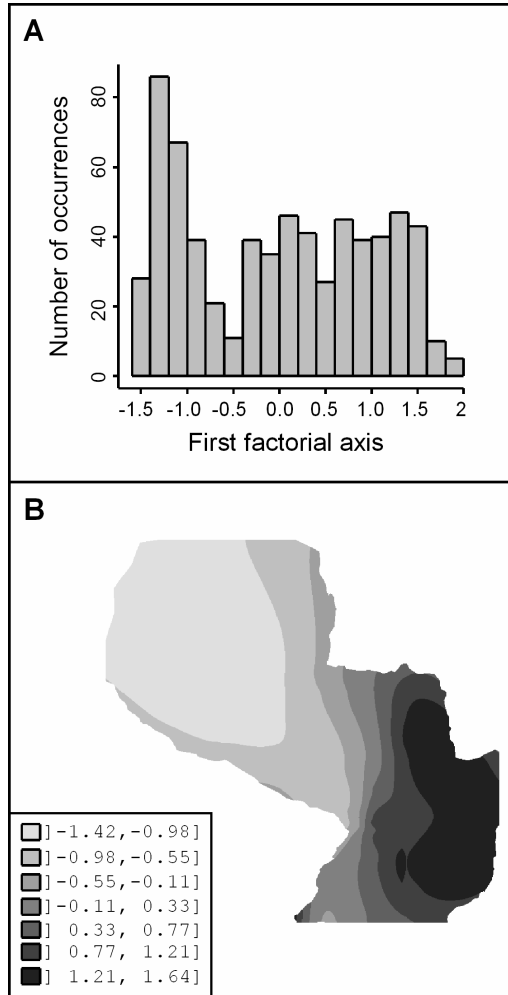 A
Number of occurrences
80
60
40
20
0
-1.5 -1.0 -0.5 0.0 0.5 1.0 1.5 2
First factorial axis
B
]-1.42,-0.98]
]-0.98,-0.55]
]-0.55,-0.11]
]-0.11, 0.33]
] 0.33, 0.77]
] 0.77, 1.21]
] 1.21, 1.64]